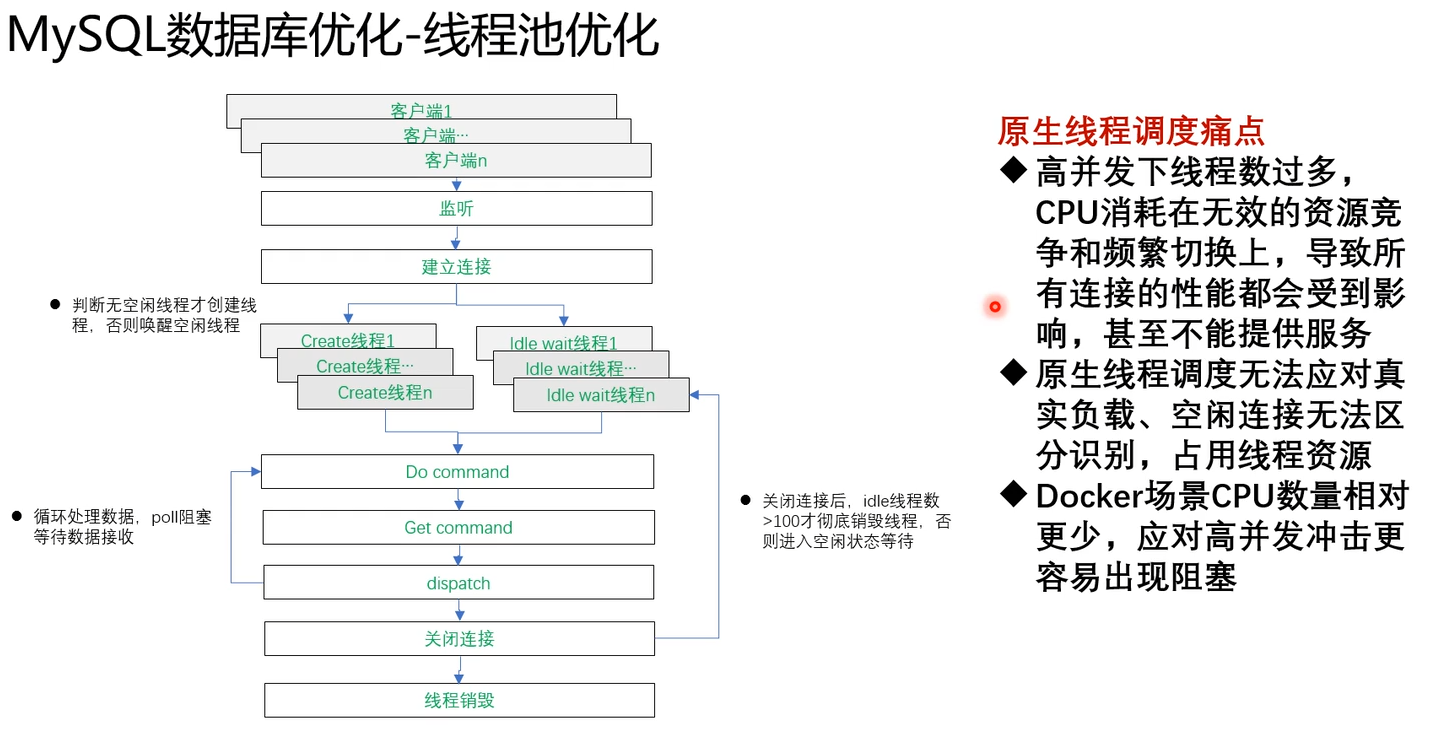 MySQL数据库优化-线程池优化
客户端1
客户端…
客户端n
监听
建立连接
● 判断无空闲线程才创建线
程，否则唤醒空闲线程
Create线程1
Create线程…
Create线程n
Idle wait线程1
Idle wait线程…
Idle wait线程n
Do command
● 循环处理数据，poll阻塞
等待数据接收
Get command
dispatch
● 关闭连接后，idle线程数
>100才彻底销毁线程，否
则进入空闲状态等待
关闭连接
线程销毁
原生线程调度痛点
◆ 高并发下线程数过多，
CPU消耗在无效的资源竞
争和频繁切换上，导致所
有连接的性能都会受到影
响，甚至不能提供服务
◆ 原生线程调度无法应对真
实负载、空闲连接无法区
分识别，占用线程资源
◆ Docker场景CPU数量相对
更少，应对高并发冲击更
容易出现阻塞